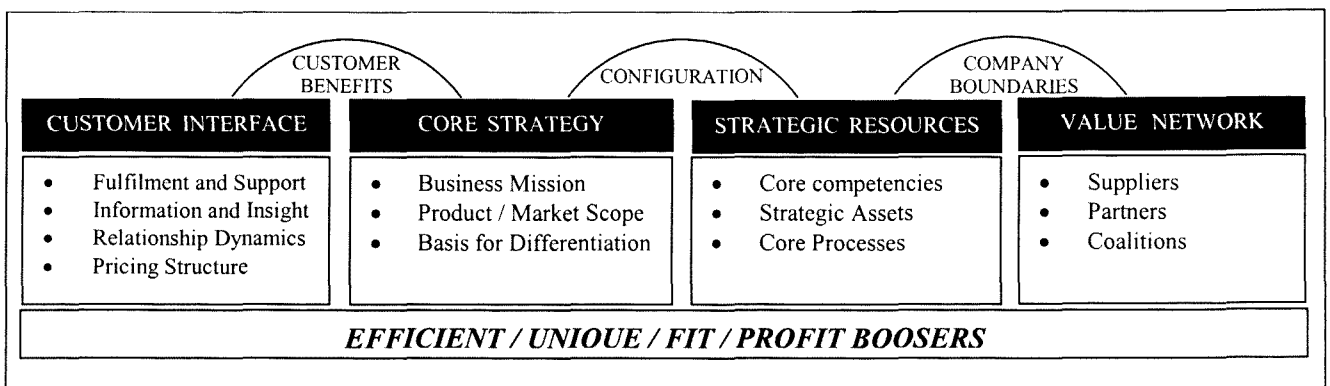 CUSTOMER
BENEFITS
CONFIGURATION
COMPANY
BOUNDARIES
CUSTOMER INTERFACE
• Fulfilment and Support
• Information and Insight
• Relationship Dynamics
• Pricing Structure
CORE STRATEGY
• Business Mission
• Product / Market Scope
• Basis for Differentiation
STRATEGIC RESOURCES
• Core competencies
• Strategic Assets
• Core Processes
VALUE NETWORK
• Suppliers
• Partners
• Coalitions
EFFICIENT / UNIQUE / FIT / PROFIT BOOSERS